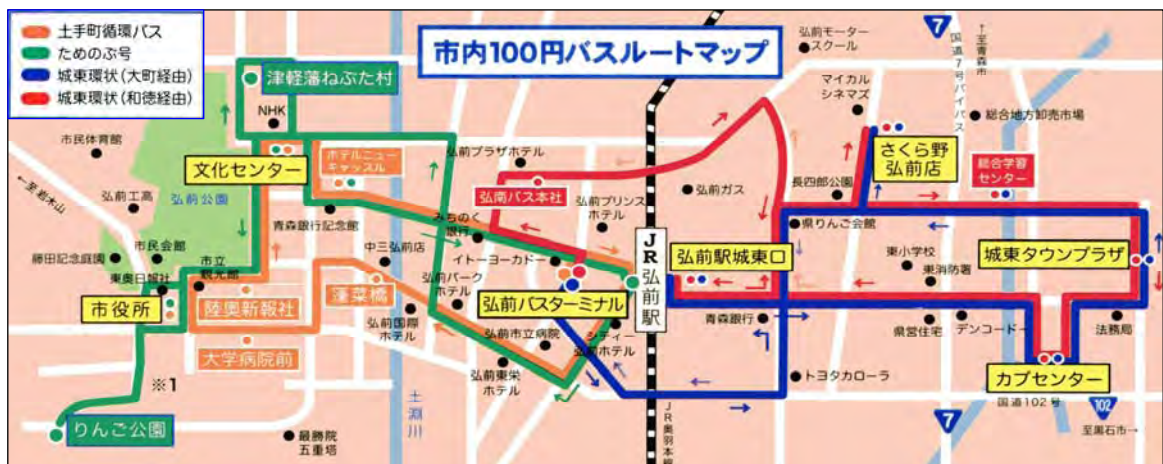 土手町循環バス
ためのぶ号
城東環状(大町経由)
城東環状(和徳経由)
市内100円バスルートマップ
津軽藩ねぷた村
NHK
市民体育館
←至岩木山
弘前工高
弘前公園
文化センター
ホテルニュー
キャッスル
弘前プラザホテル
弘南バス本社
弘前プリンス
ホテル
弘前ガス
弘前モーター
スクール
マイカル
シネマズ
7
国道7号バイパス
↑至青森市
総合地方卸売市場
さくら野
弘前店
総合学習
センター
長四郎公園
県りんご会館
青森銀行記念館
みちのく
銀行
中三弘前店
イトーヨーカドー
JR弘前駅
弘前駅城東口
東小学校
東消防署
城東タウンプラザ
市民会館
藤田記念庭園
東奥日報社
市立
観光館
市役所
陸奥新報社
蓬莱橋
弘前パーク
ホテル
弘前バスターミナル
大学病院前
弘前国際
ホテル
弘前市立病院
シティー
弘前ホテル
青森銀行
県営住宅
デンコードー
法務局
弘前東栄
ホテル
トヨタカローラ
カブセンター
国道102号
102
至黒石市→
7
※1
りんご公園
最勝院
五重塔
土淵川
JR奥羽本線